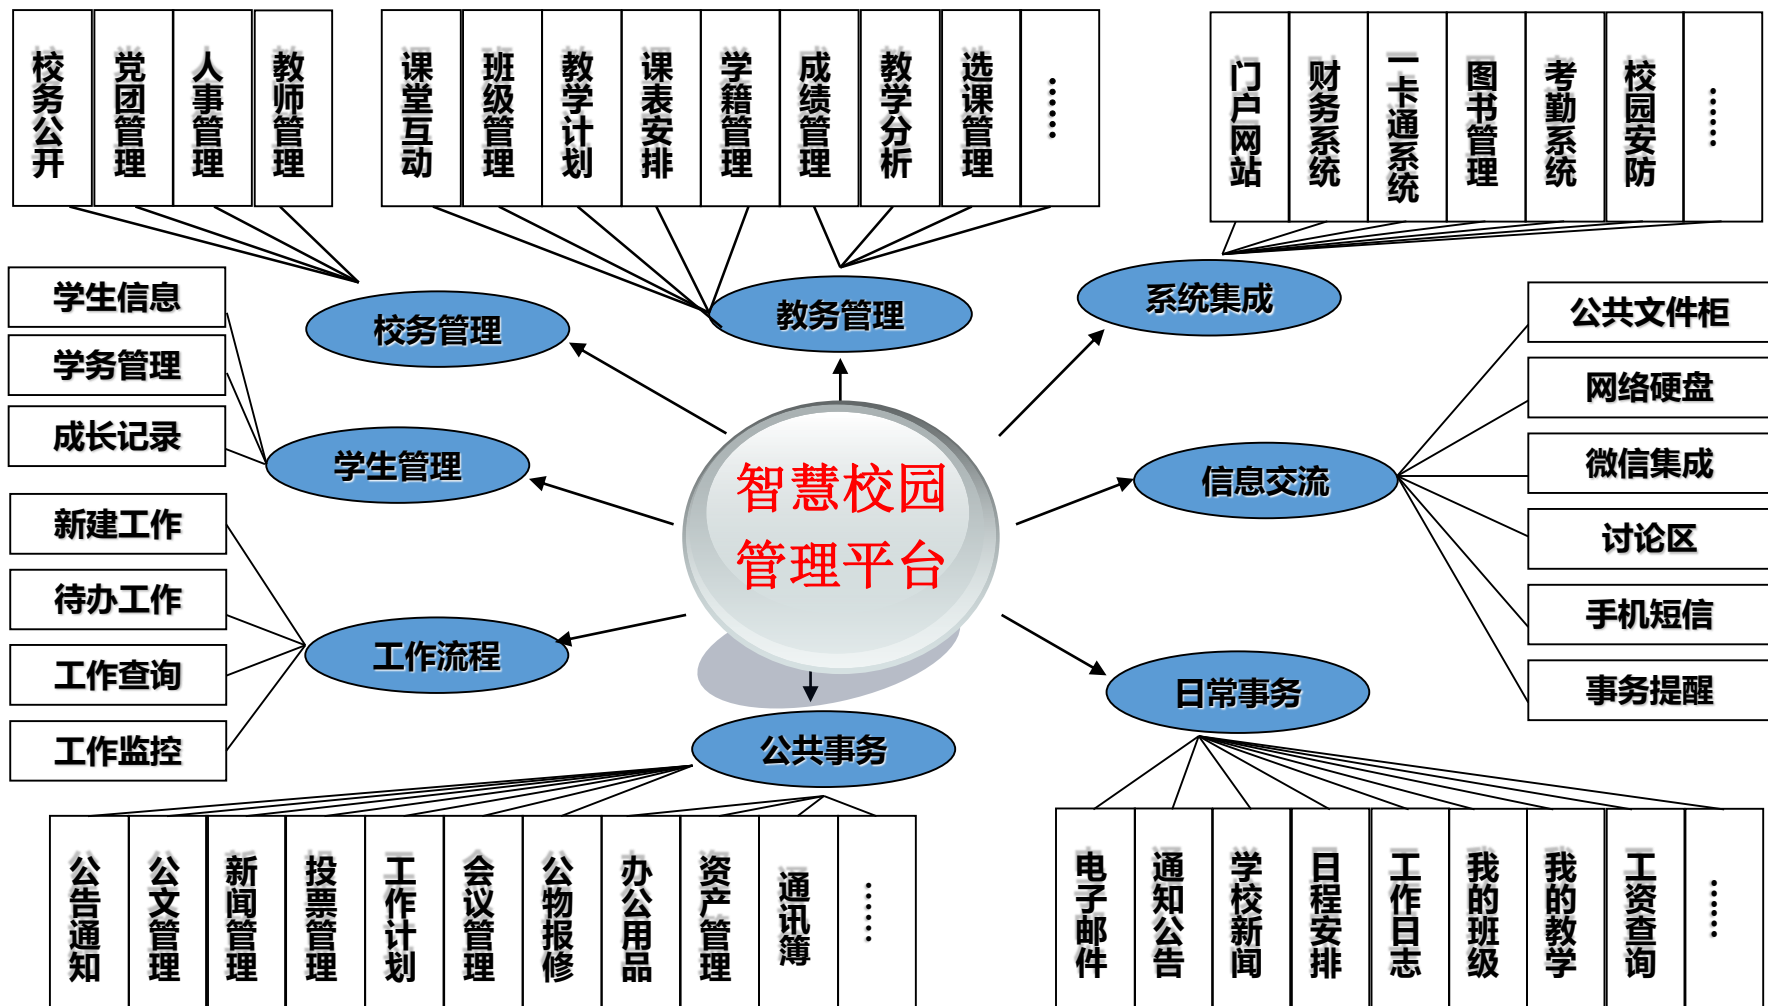 校务公开
党团管理
人事管理
教师管理
课堂互动
班级管理
教学计划
课表安排
学籍管理
成绩管理
教学分析
选课管理
……
门户网站
财务系统
一卡通系统
图书管理
考勤系统
校园安防
……
学生信息
学务管理
成长记录
新建工作
待办工作
工作查询
工作监控
校务管理
教务管理
系统集成
学生管理
信息交流
工作流程
日常事务
公共事务
智慧校园
管理平台
公共文件柜
网络硬盘
微信集成
讨论区
手机短信
事务提醒
公告通知
公文管理
新闻管理
投票管理
工作计划
会议管理
公物报修
办公用品
资产管理
通讯簿
……
电子邮件
通知公告
学校新闻
日程安排
工作日志
我的班级
我的教学
工资查询
……